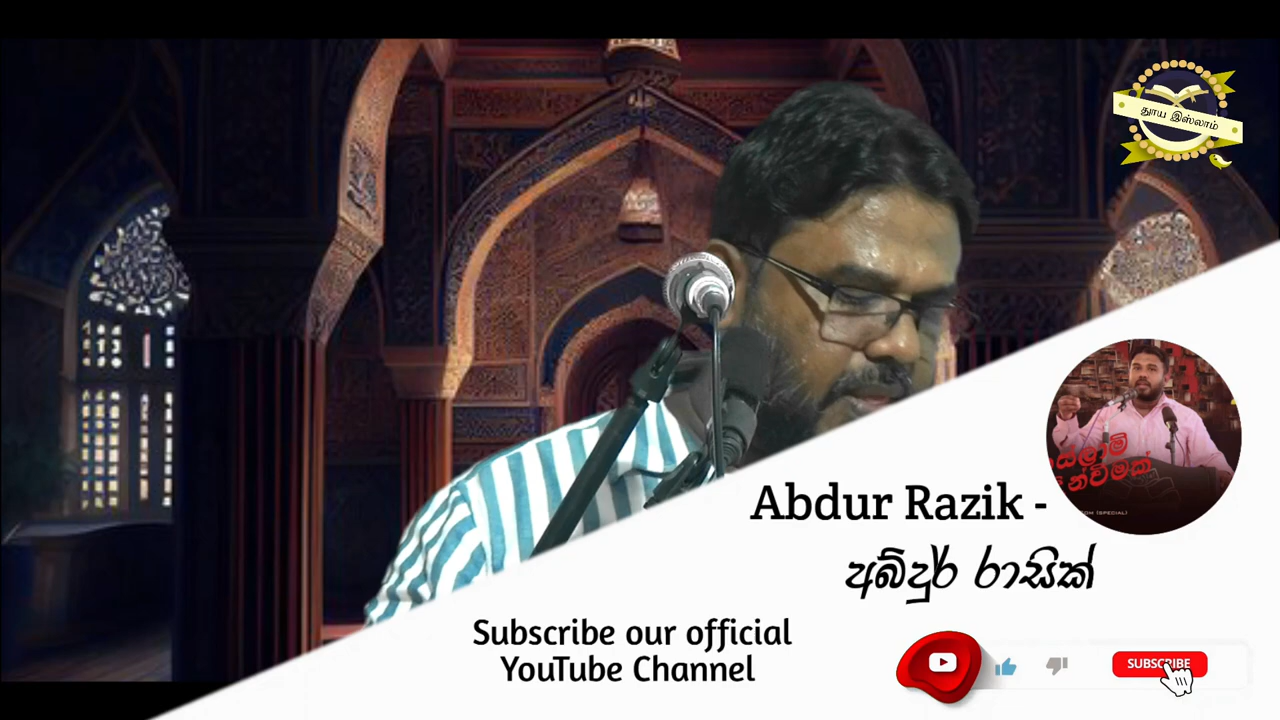 தூய இஸ்லாம்
Abdur Razik -
අබ්දුර් රාසික්
Subscribe our official
YouTube Channel
SUBSCRIBE